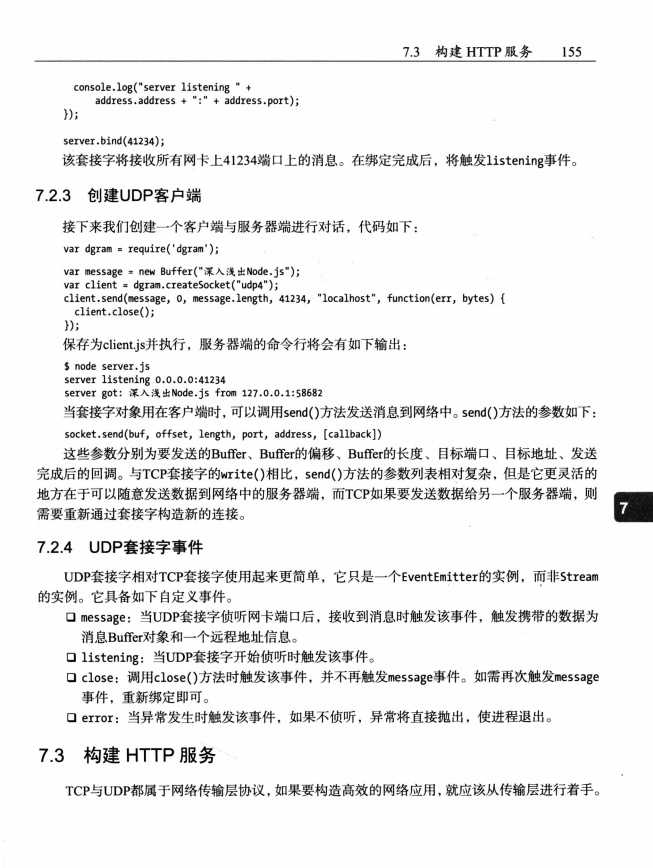 7.3 构建 HTTP 服务 155
console.log("server listening " +
address.address + ":" + address.port);
});
server.bind(41234);
该套接字将接收所有网卡上41234端口上的消息。在绑定完成后，将触发listening事件。
7.2.3 创建UDP客户端
接下来我们创建一个客户端与服务器端进行对话，代码如下：
var dgram = require('dgram');
var message = new Buffer("深入浅出Node.js");
var client = dgram.createSocket("udp4");
client.send(message, 0, message.length, 41234, "localhost", function(err, bytes) {
client.close();
});
保存为client.js并执行，服务器端的命令行将会有如下输出：
$ node server.js
server listening 0.0.0.0:41234
server got: 深入浅出Node.js from 127.0.0.1:58682
当套接字对象用在客户端时，可以调用send()方法发送消息到网络中。send()方法的参数如下：
socket.send(buf, offset, length, port, address, [callback])
这些参数分别为要发送的Buffer、Buffer的偏移、Buffer的长度、目标端口、目标地址、发送
完成后的回调。与TCP套接字的write()相比，send()方法的参数列表相对复杂，但是它更灵活的
地方在于可以随意发送数据到网络中的服务器端，而TCP如果要发送数据给另一个服务器端，则
需要重新通过套接字构造新的连接。
7
7.2.4 UDP套接字事件
UDP套接字相对TCP套接字使用起来更简单，它只是一个EventEmitter的实例，而非Stream
的实例。它具备如下自定义事件。
❑ message：当UDP套接字侦听网卡端口后，接收到消息时触发该事件，触发携带的数据为
消息Buffer对象和一个远程地址信息。
❑ listening：当UDP套接字开始侦听时触发该事件。
❑ close：调用close()方法时触发该事件，并不再触发message事件。如需再次触发message
事件，重新绑定即可。
❑ error：当异常发生时触发该事件，如果不侦听，异常将直接抛出，使进程退出。
7.3 构建 HTTP 服务
TCP与UDP都属于网络传输层协议，如果要构造高效的网络应用，就应该从传输层进行着手。